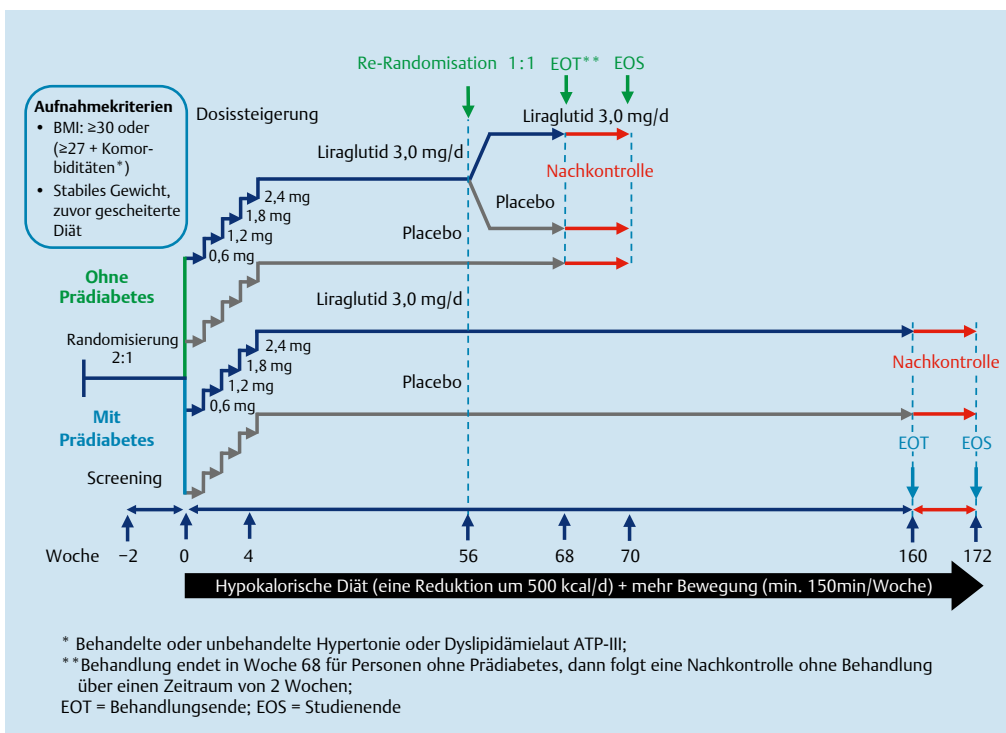 Re-Randomisation 1:1 EOT** EOS
Aufnahmekriterien
• BMI: ≥30 oder
(≥27 + Komor-
biditäten*)
• Stabiles Gewicht,
zuvor gescheiterte
Diät
Dosissteigerung
Liraglutid 3,0 mg/d
Liraglutid 3,0 mg/d
Nachkontrolle
Placebo
2,4 mg
1,8 mg
1,2 mg
0,6 mg
Placebo
Ohne
Prädiabetes
Liraglutid 3,0 mg/d
Randomisierung
2:1
2,4 mg
1,8 mg
1,2 mg
0,6 mg
Nachkontrolle
Placebo
Mit
Prädiabetes
EOT EOS
Screening
Woche −2 0 4 56 68 70 160 172
Hypokalorische Diät (eine Reduktion um 500 kcal/d) + mehr Bewegung (min. 150min/Woche)
* Behandelte oder unbehandelte Hypertonie oder Dyslipidämielaut ATP-III;
**Behandlung endet in Woche 68 für Personen ohne Prädiabetes, dann folgt eine Nachkontrolle ohne Behandlung
über einen Zeitraum von 2 Wochen;
EOT = Behandlungsende; EOS = Studienende